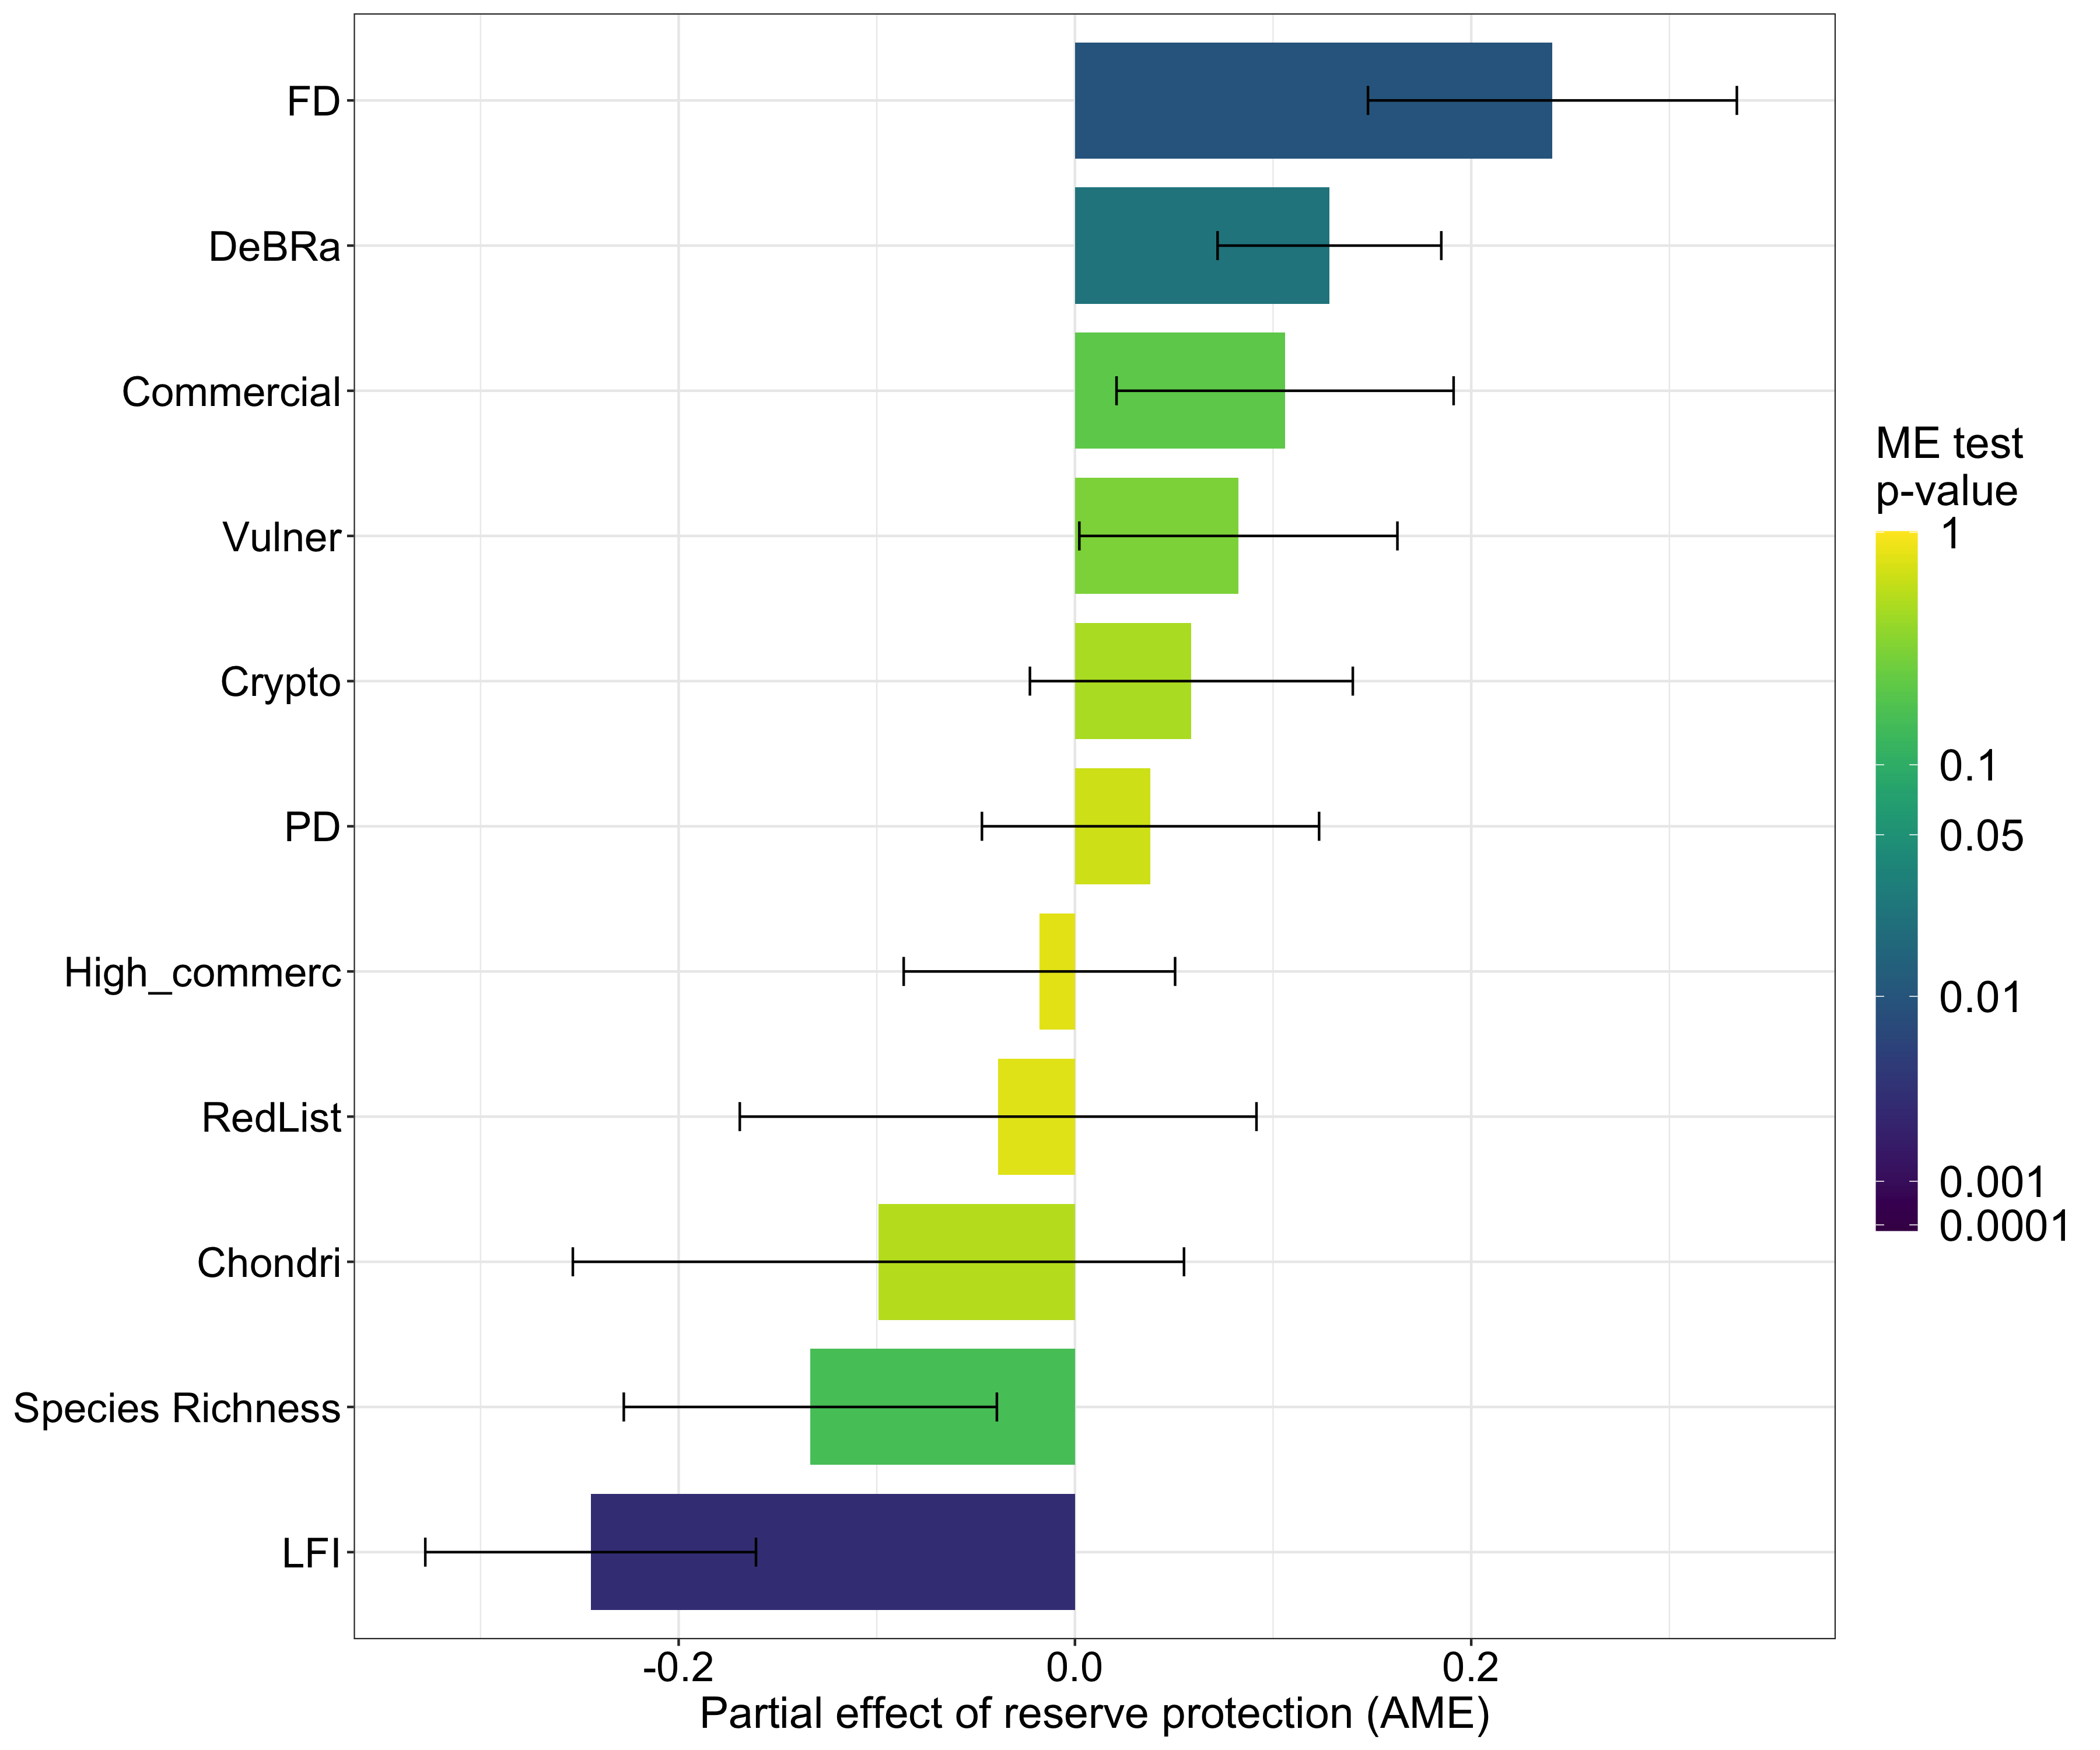 FD
DeBRa
Commercial
Vulner
Crypto
PD
High_commerc
RedList
Chondri
Species Richness
LFI
-0.2
0.0
0.2
Partial effect of reserve protection (AME)
ME test
p-value
1
0.1
0.05
0.01
0.001
0.0001